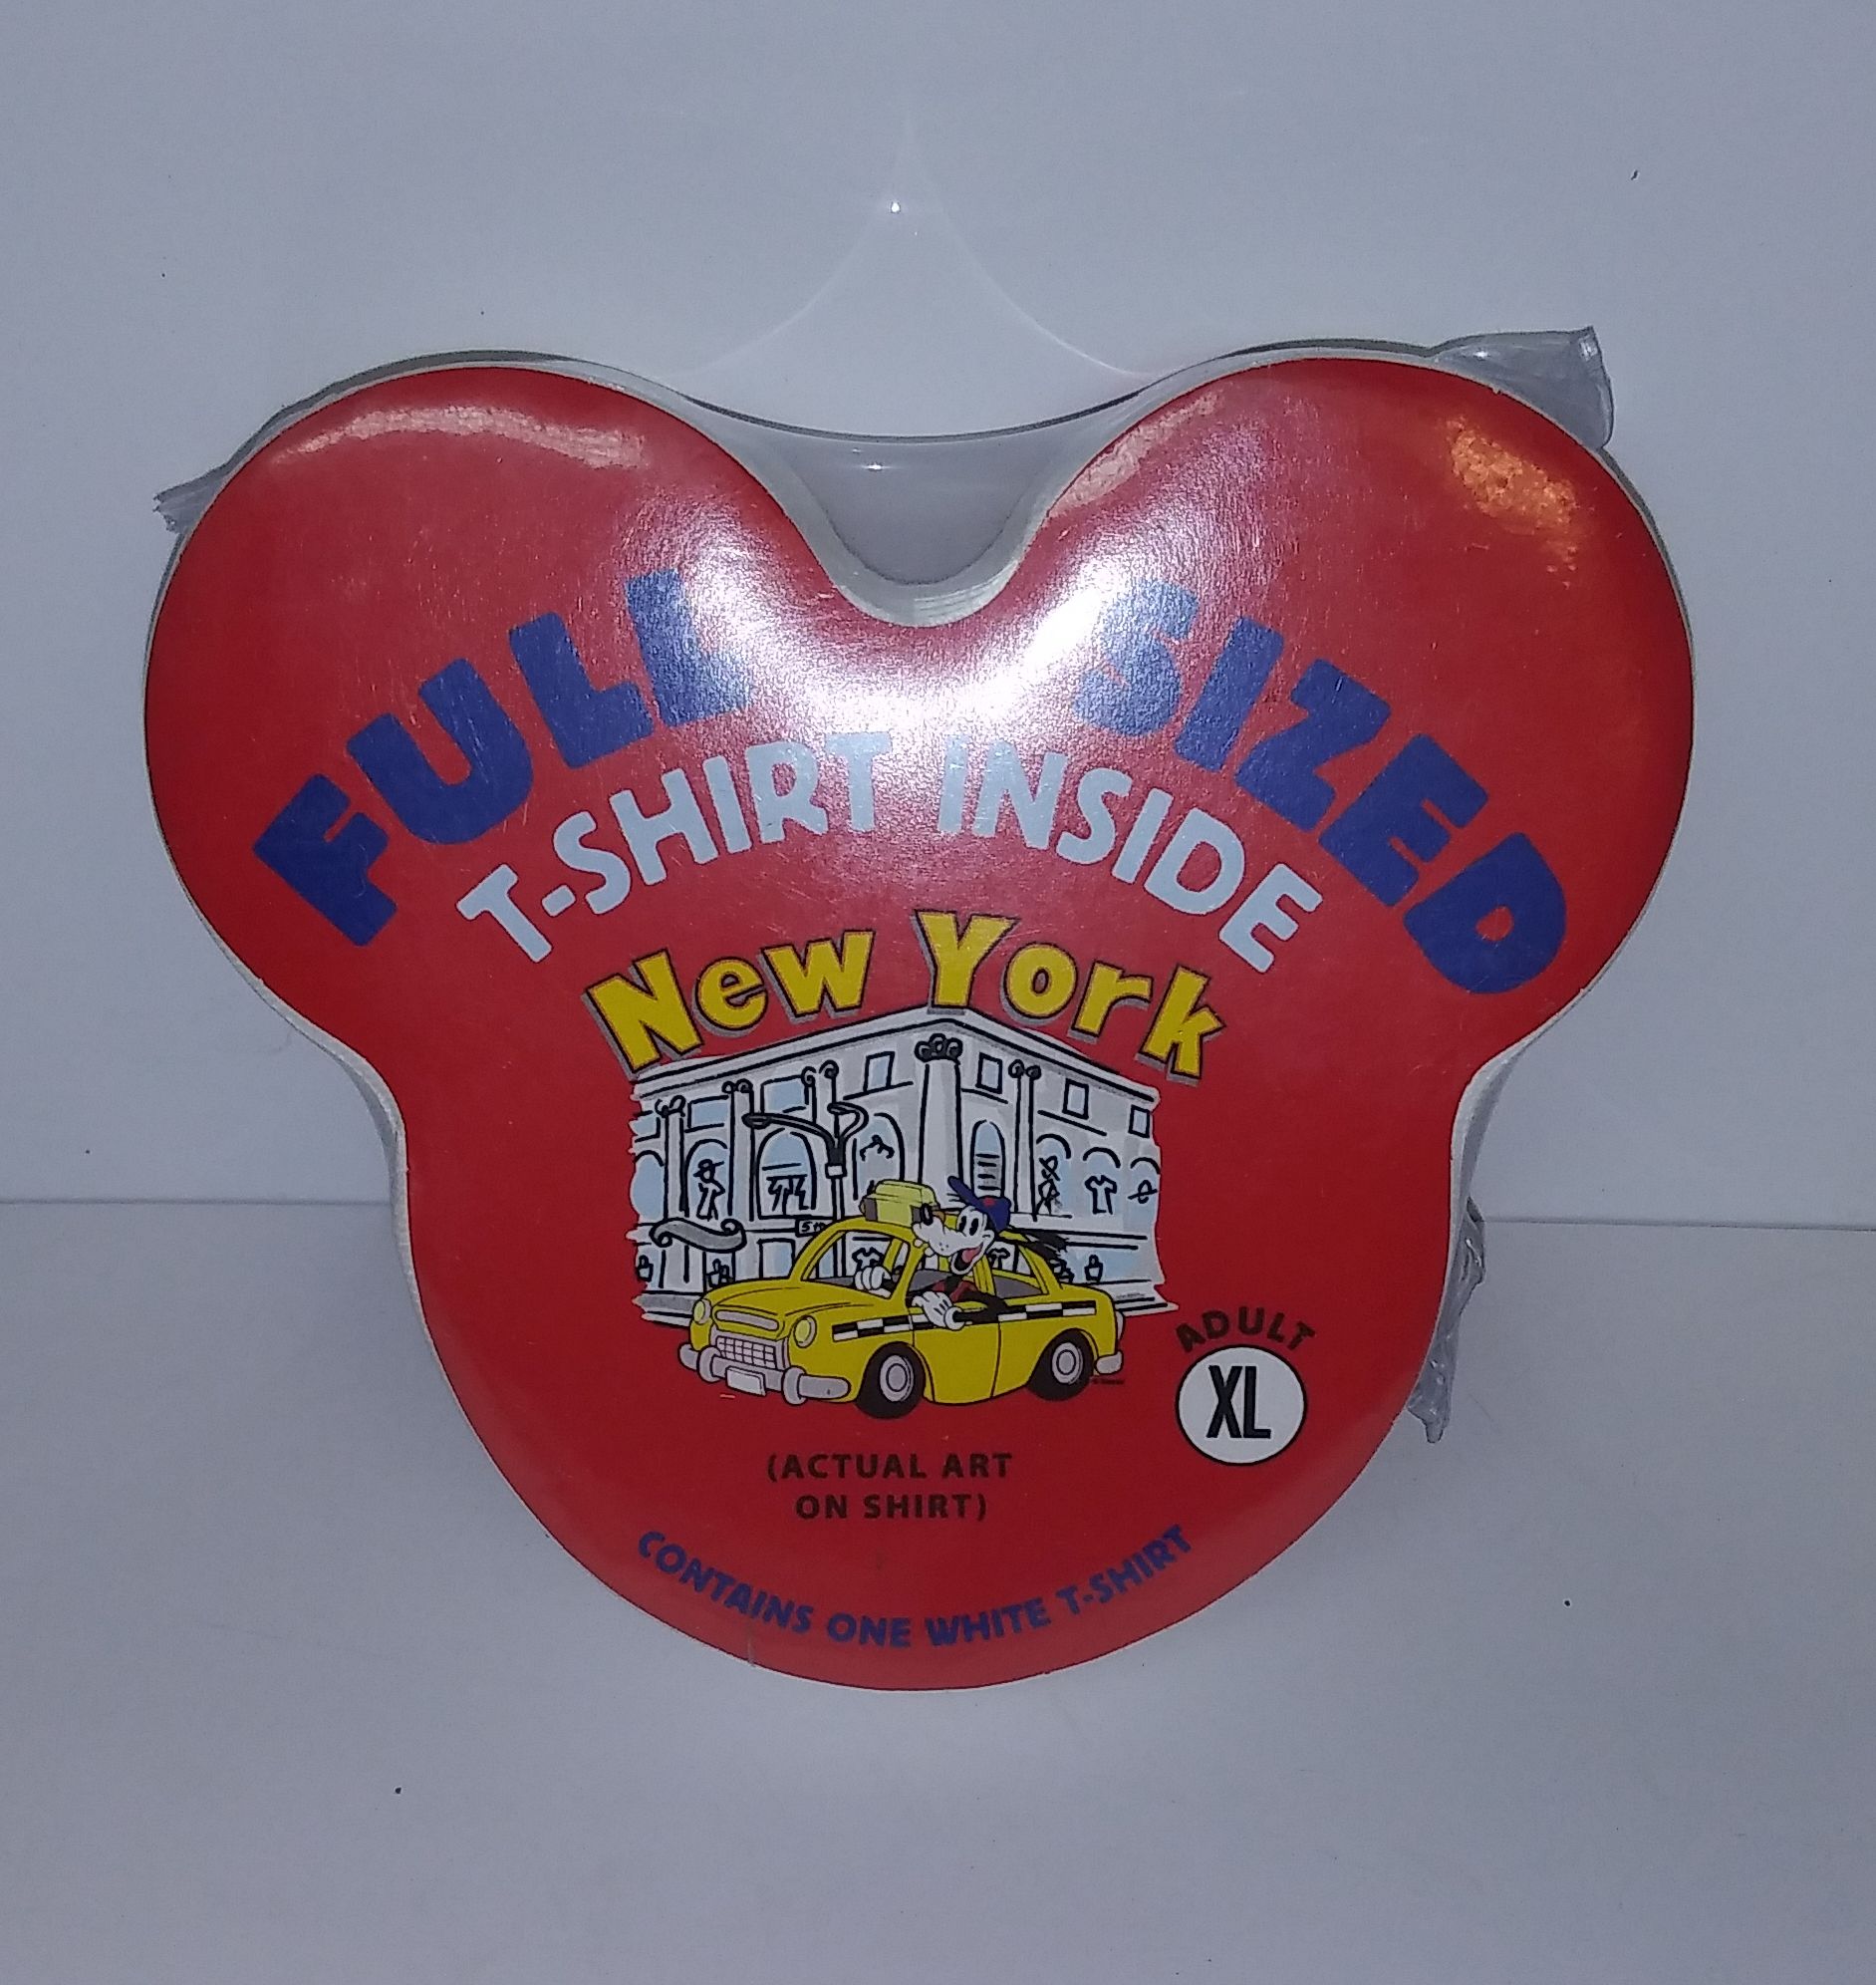 FULL SIZED
T-SHIRT INSIDE
New York
ADULT
XL
(ACTUAL ART
ON SHIRT)
CONTAINS ONE WHITE T-SHIRT